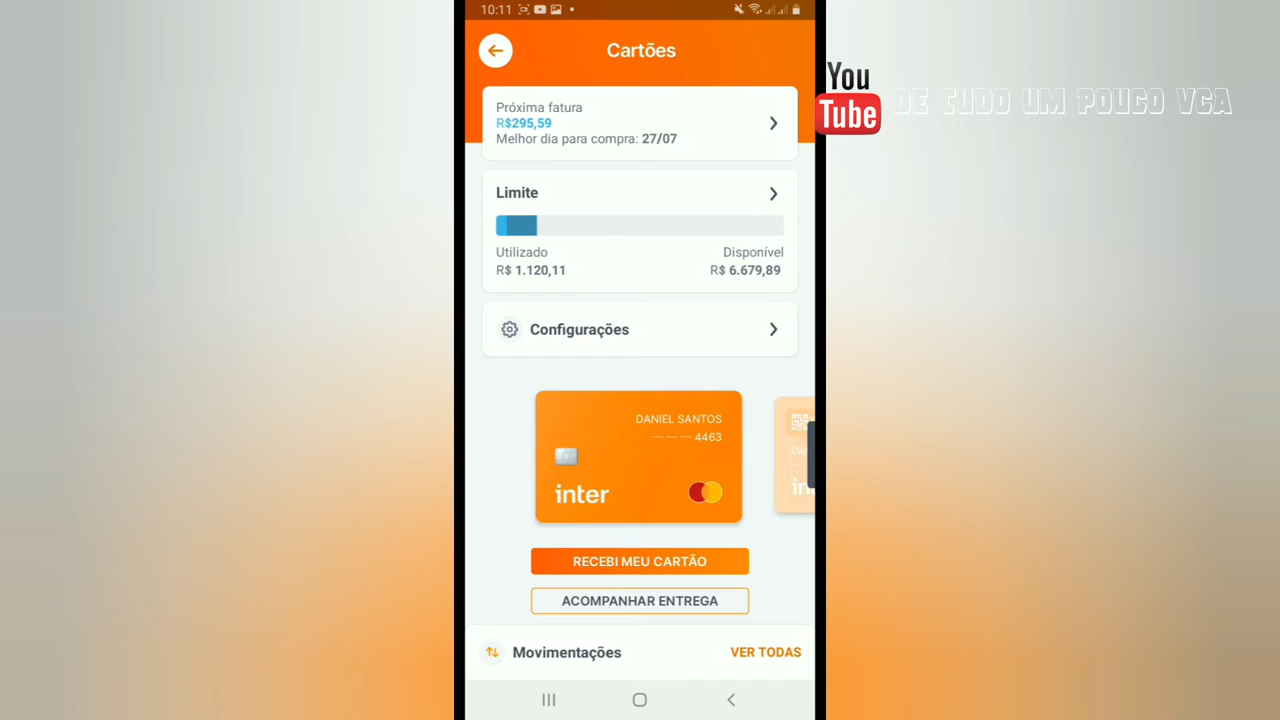 10:11
Cartões
You
Tube
DE TUDO UM POUCO VCA
Próxima fatura
R$295,59
Melhor dia para compra: 27/07
Limite
Utilizado
Disponível
R$ 1.120,11
R$ 6.679,89
Configurações
DANIEL SANTOS
···· ···· ···· 4463
inter
DA
in
RECEBI MEU CARTÃO
ACOMPANHAR ENTREGA
Movimentações
VER TODAS